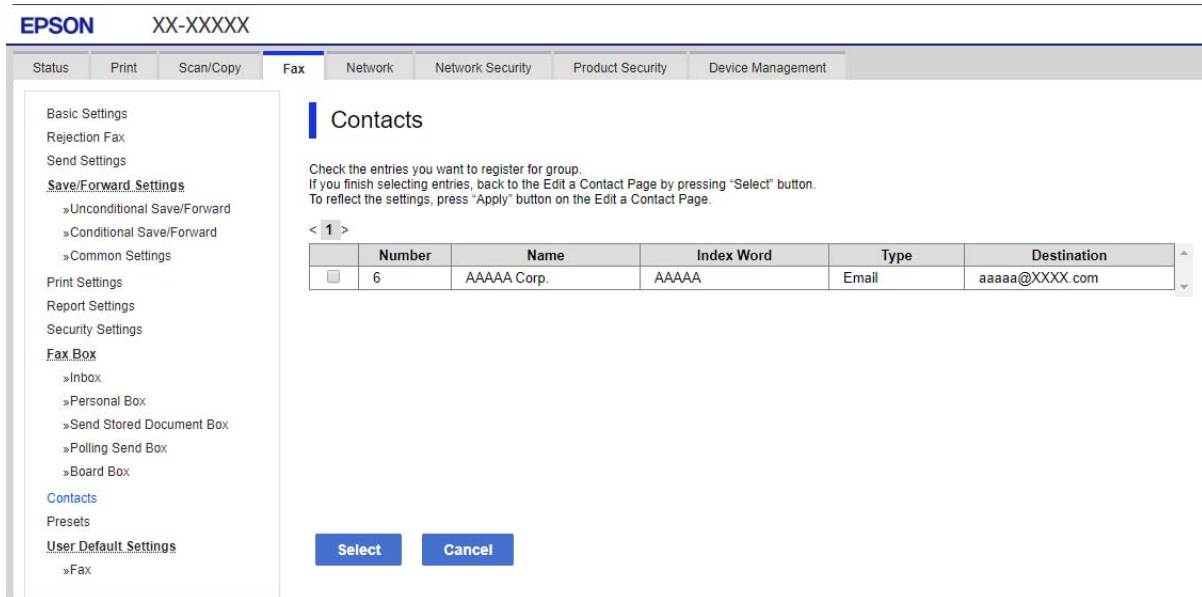 EPSON XX-XXXXX
Status Print Scan/Copy Fax Network Network Security Product Security Device Management
Basic Settings
Rejection Fax
Send Settings
Save/Forward Settings
»Unconditional Save/Forward
»Conditional Save/Forward
»Common Settings
Print Settings
Report Settings
Security Settings
Fax Box
»Inbox
»Personal Box
»Send Stored Document Box
»Polling Send Box
»Board Box
Contacts
Presets
User Default Settings
»Fax
Contacts
Check the entries you want to register for group.
If you finish selecting entries, back to the Edit a Contact Page by pressing “Select” button.
To reflect the settings, press “Apply” button on the Edit a Contact Page.
< 1 >
Number Name Index Word Type Destination
6 AAAAA Corp. AAAAA Email aaaaa@XXXX.com
Select Cancel